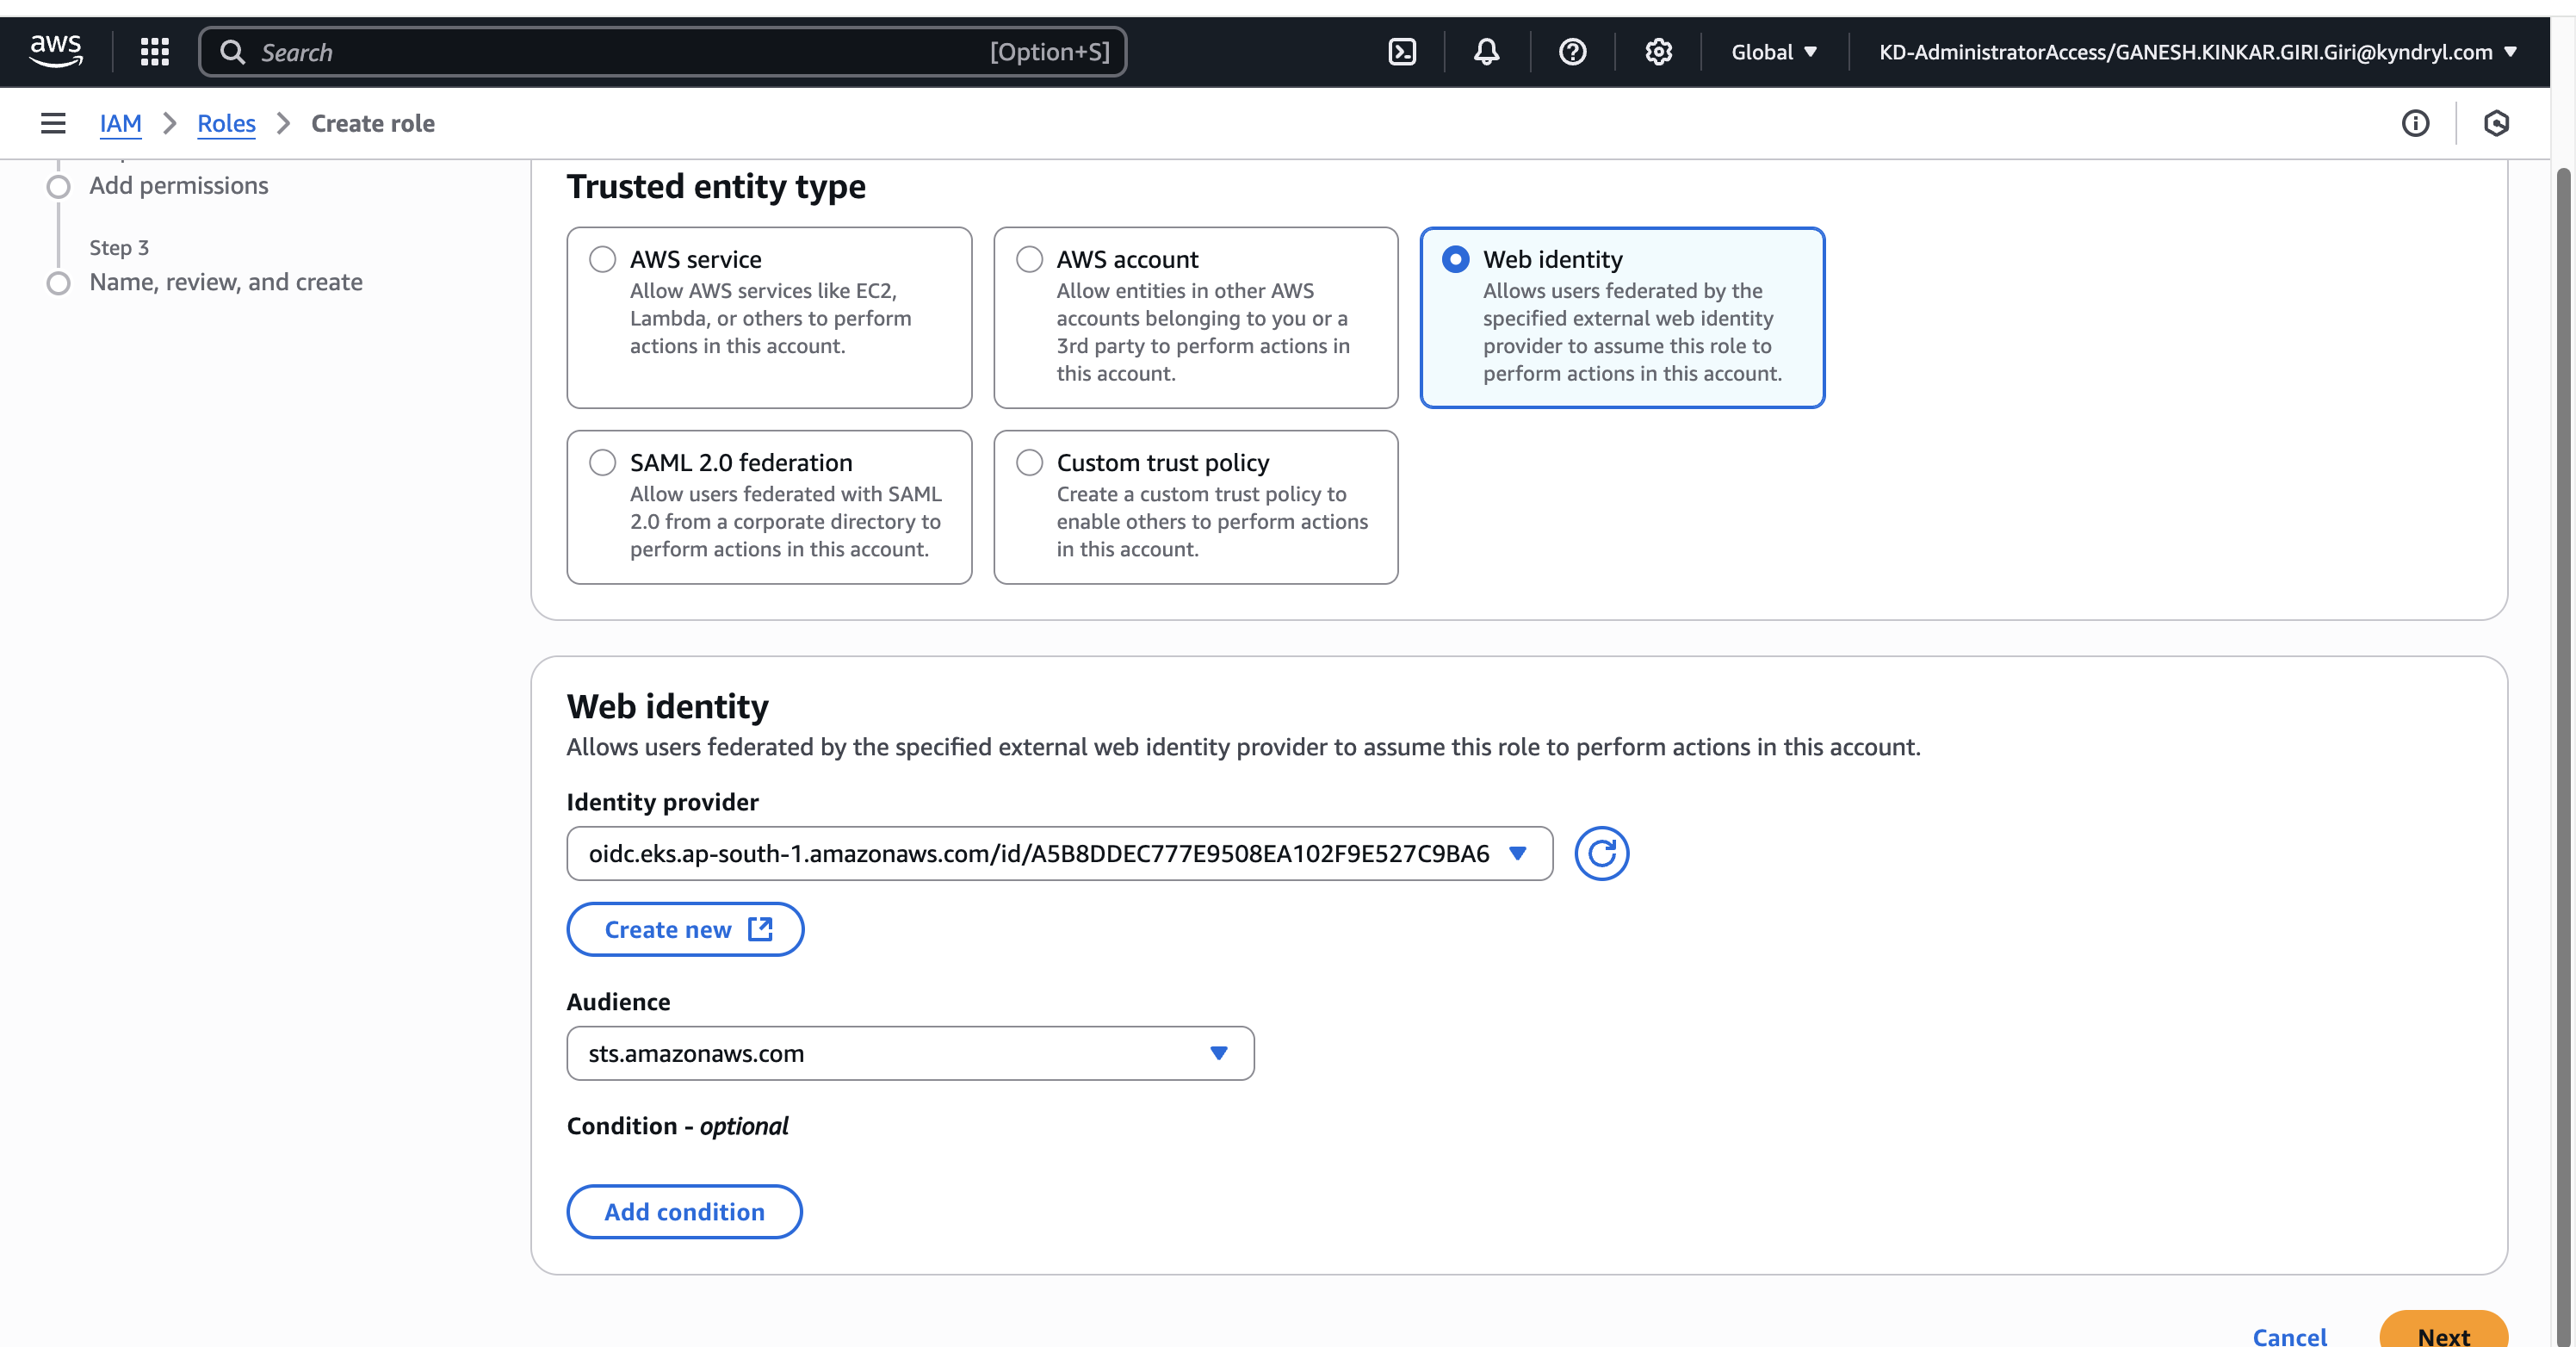 aws
Search
[Option+S]
Global
KD-AdministratorAccess/GANESH.KINKAR.GIRI.Giri@kyndryl.com
IAM
Roles
Create role
Add permissions
Step 3
Name, review, and create
Trusted entity type
AWS service
Allow AWS services like EC2,
Lambda, or others to perform
actions in this account.
AWS account
Allow entities in other AWS
accounts belonging to you or a
3rd party to perform actions in
this account.
Web identity
Allows users federated by the
specified external web identity
provider to assume this role to
perform actions in this account.
SAML 2.0 federation
Allow users federated with SAML
2.0 from a corporate directory to
perform actions in this account.
Custom trust policy
Create a custom trust policy to
enable others to perform actions
in this account.
Web identity
Allows users federated by the specified external web identity provider to assume this role to perform actions in this account.
Identity provider
oidc.eks.ap-south-1.amazonaws.com/id/A5B8DDEC777E9508EA102F9E527C9BA6
Create new
Audience
sts.amazonaws.com
Condition - optional
Add condition
Cancel
Next